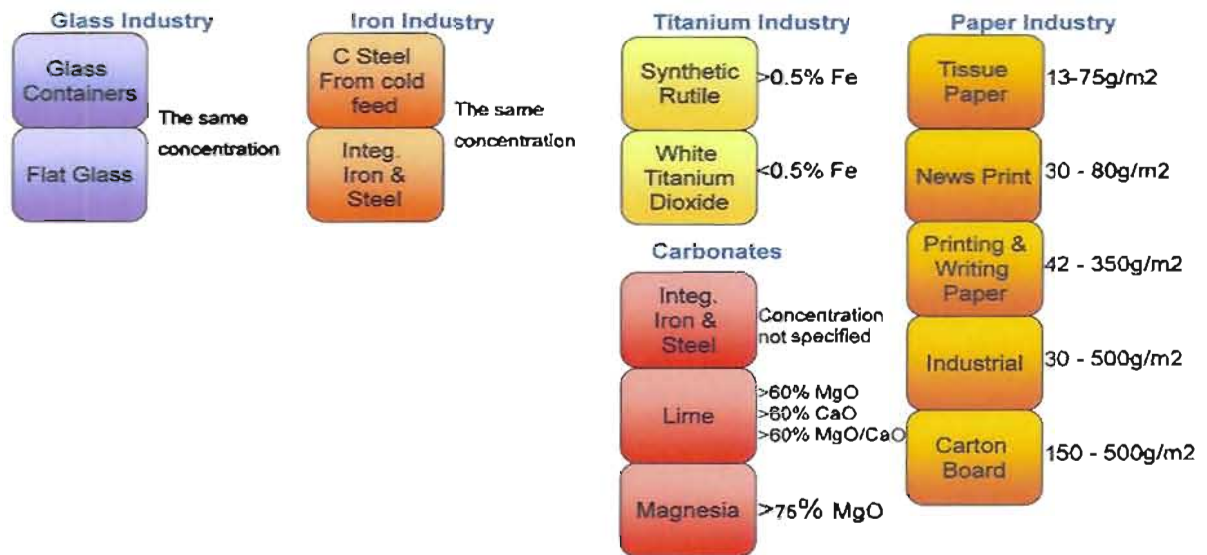 Glass Industry
Glass
Containers
The same
concentration
Flat Glass
Iron Industry
C Steel
From cold
feed
The same
concentration
Integ.
Iron &
Steel
Titanium Industry
Synthetic
Rutile
>0.5% Fe
White
Titanium
Dioxide
<0.5% Fe
Carbonates
Integ.
Iron &
Steel
Concentration
not specified
Lime
>60% MgO
>60% CaO
>60% MgO/CaO
Magnesia
>75% MgO
Paper Industry
Tissue
Paper
13-75g/m2
News Print
30 - 80g/m2
Printing &
Writing
Paper
42 - 350g/m2
Industrial
30 - 500g/m2
Carton
Board
150 - 500g/m2